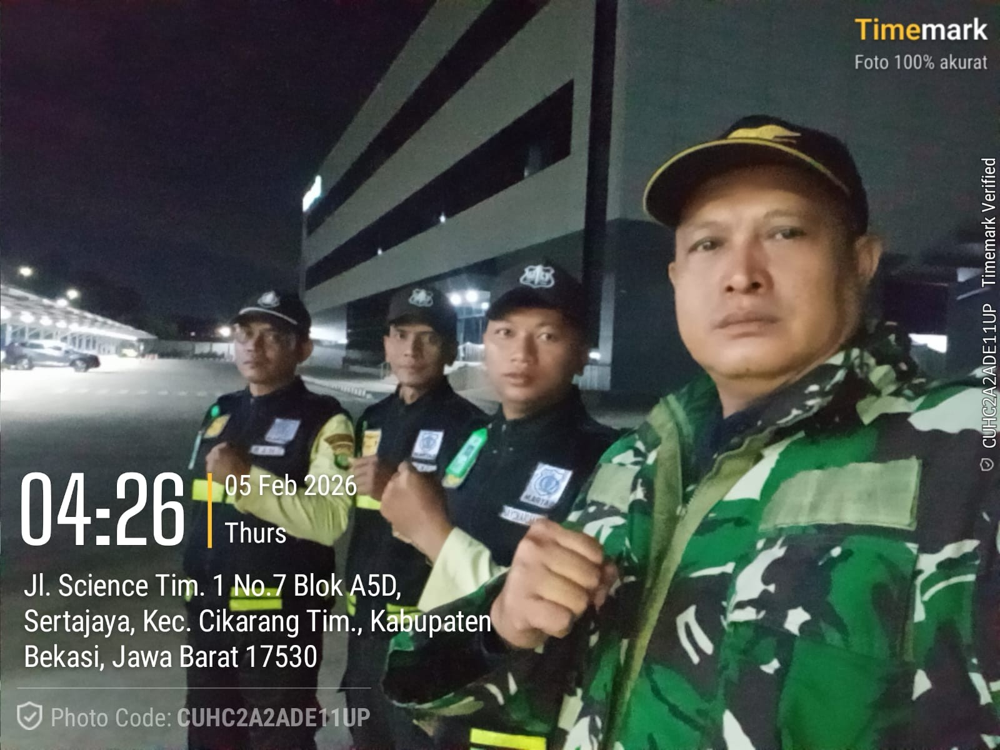 Timemark
Foto 100% akurat
04:26
05 Feb 2026
Thurs
Jl. Science Tim. 1 No.7 Blok A5D,
Sertajaya, Kec. Cikarang Tim., Kabupaten
Bekasi, Jawa Barat 17530
Photo Code: CUHC2A2ADE11UP
CUHC2A2ADE11UP Timemark Verified